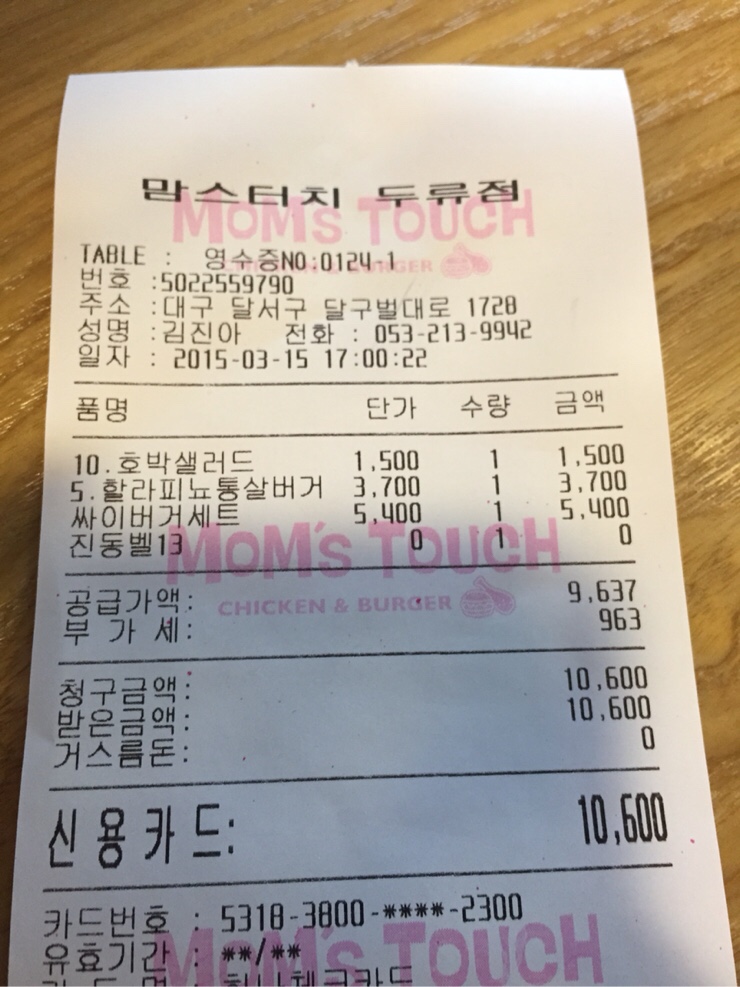 맘스터치 두류점
MOM'S TOUCH
CHICKEN & BURGER
TABLE : 영수증NO:0124-1
번호 :5022559790
주소 :대구 달서구 달구벌대로 1728
성명 :김진아 전화 : 053-213-9942
일자 : 2015-03-15 17:00:22
품명 단가 수량 금액
10.호박샐러드 1,500 1 1,500
5.할라피뇨통살버거 3,700 1 3,700
싸이버거세트 5,400 1 5,400
진동벨13 0 1 0
MOM'S TOUCH
CHICKEN & BURGER
공급가액: 9,637
부 가 세: 963
청구금액: 10,600
받은금액: 10,600
거스름돈: 0
신용카드: 10,600
카드번호 : 5318-3800-****-2300
유효기간 : **/**
MOM'S TOUCH